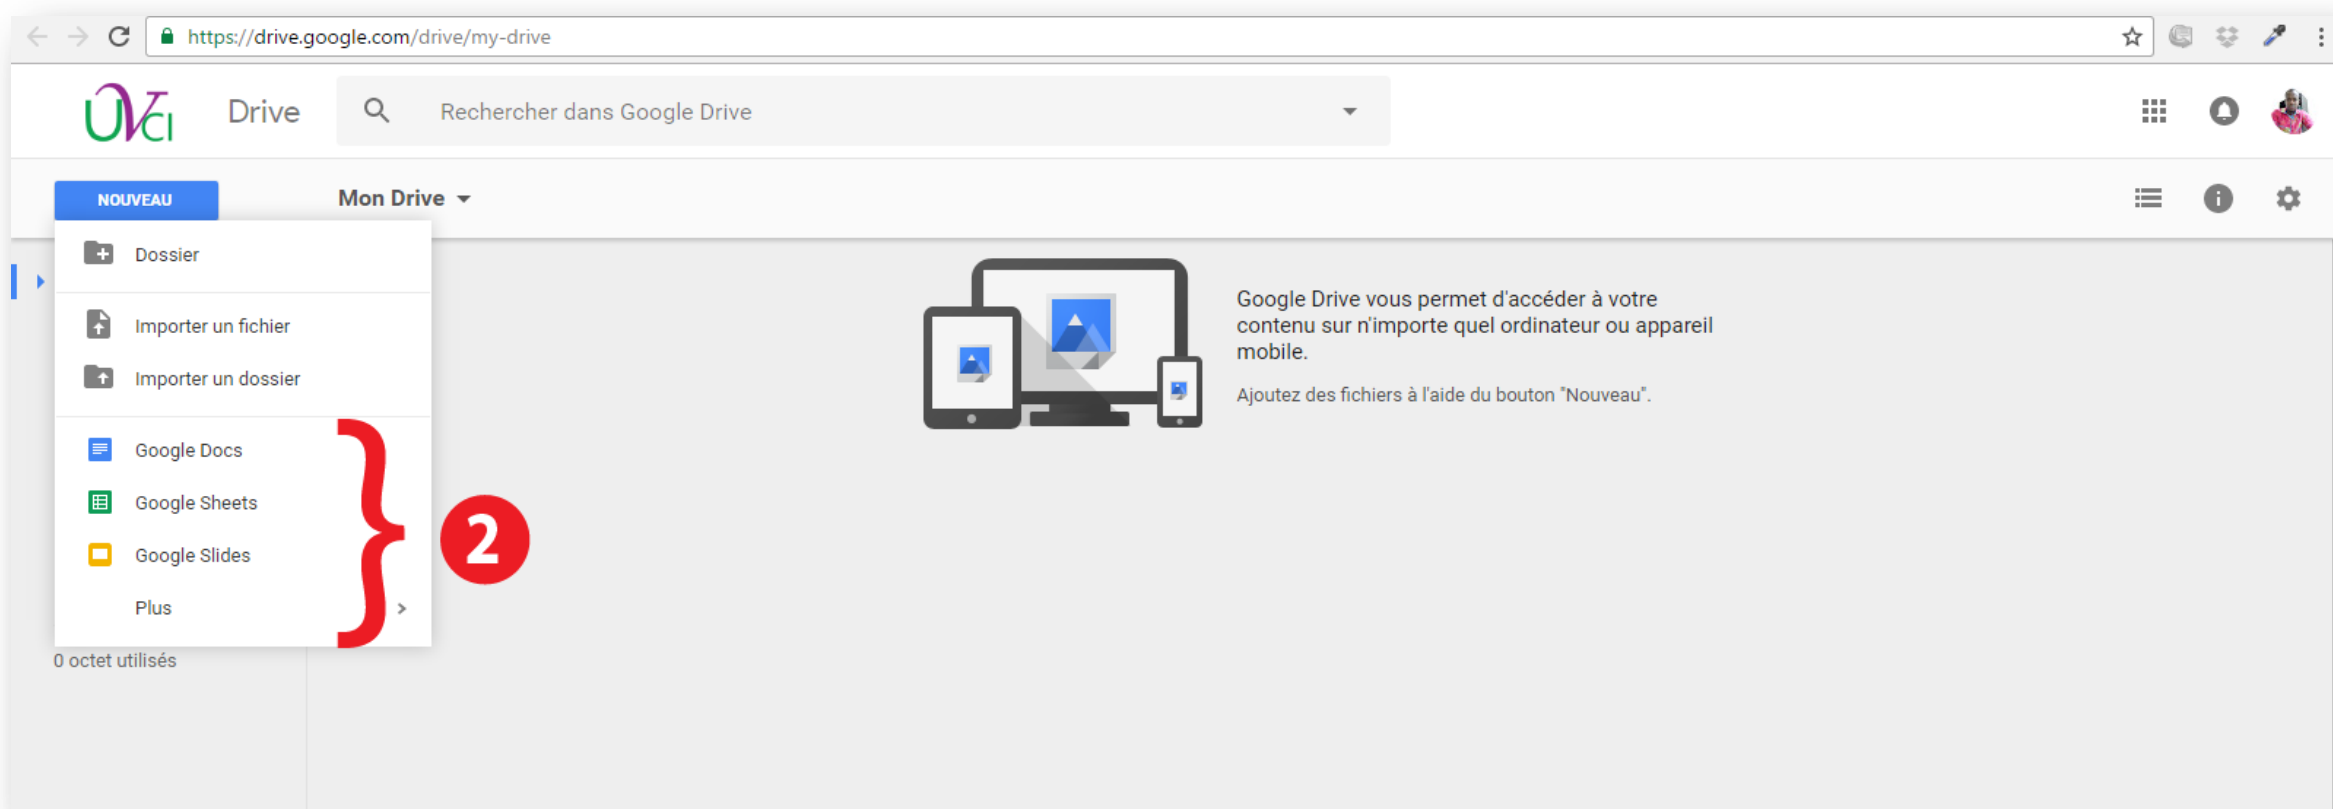 https://drive.google.com/drive/my-drive
UVCI
Drive
Rechercher dans Google Drive
NOUVEAU
Mon Drive
Dossier
Importer un fichier
Importer un dossier
Google Docs
Google Sheets
Google Slides
Plus
2
0 octet utilisés
Google Drive vous permet d'accéder à votre
contenu sur n'importe quel ordinateur ou appareil
mobile.
Ajoutez des fichiers à l'aide du bouton "Nouveau".